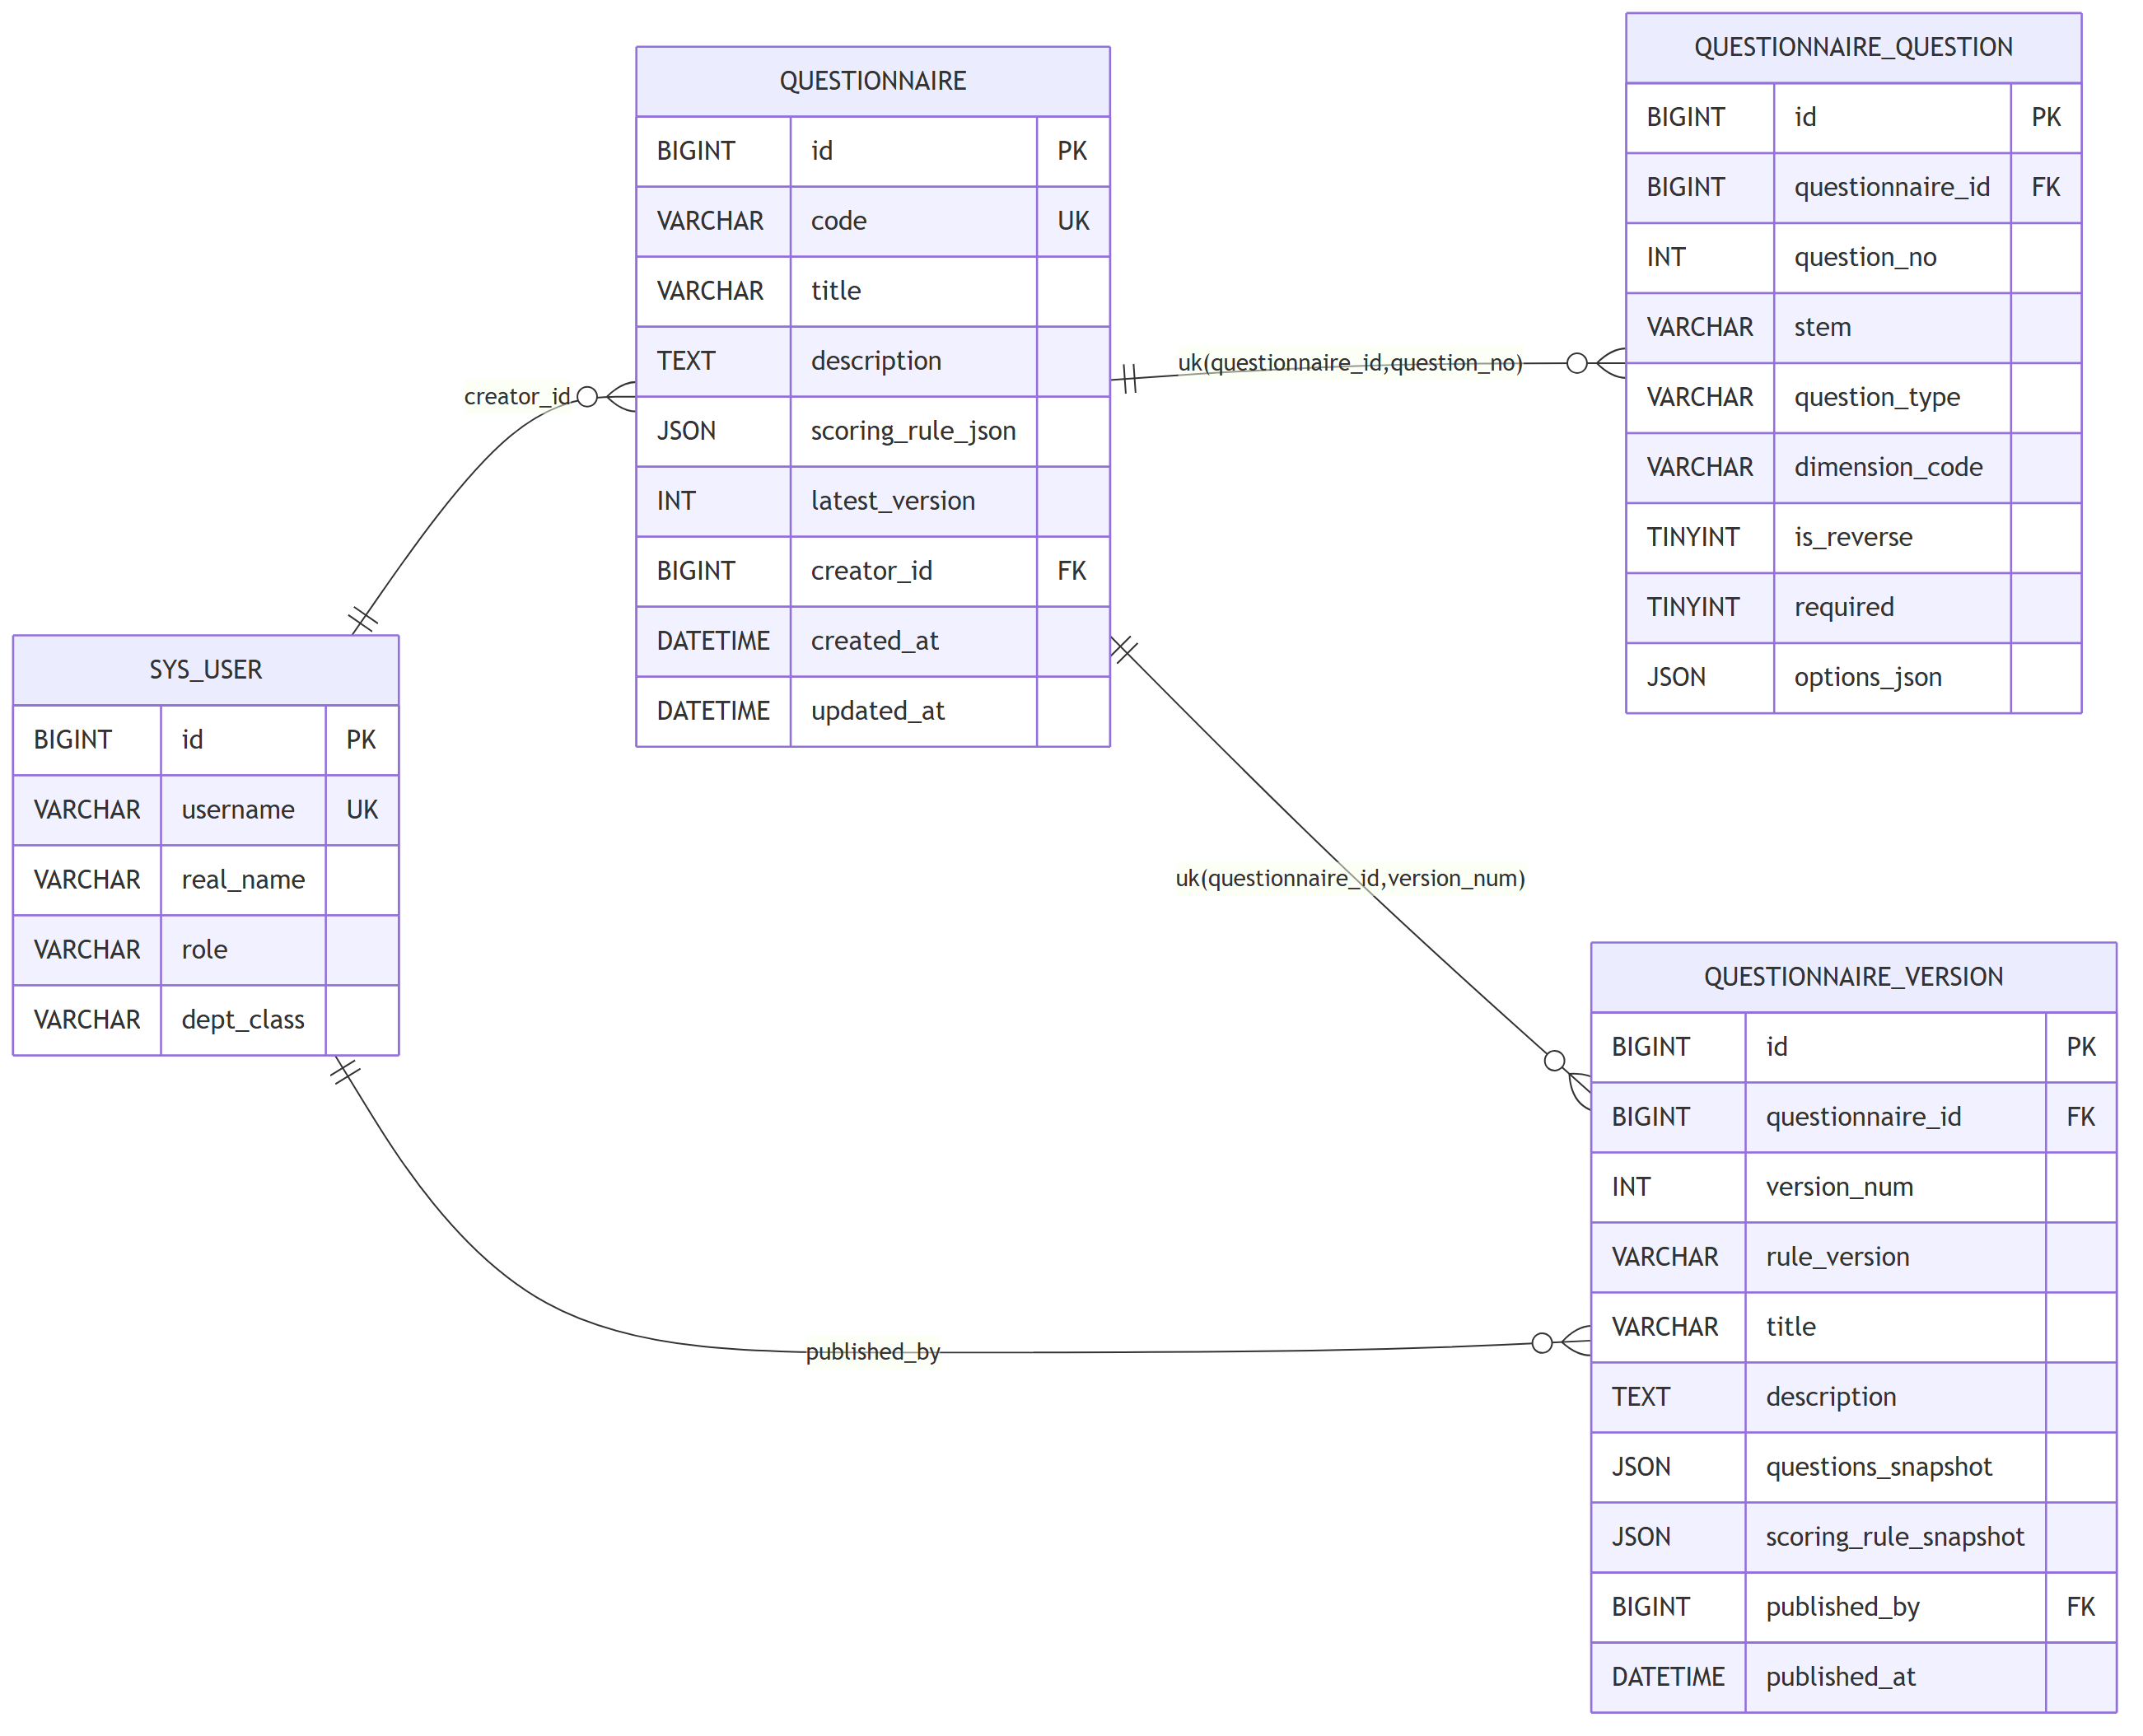 QUESTIONNAIRE
BIGINT id PK
VARCHAR code UK
VARCHAR title
TEXT description
JSON scoring_rule_json
INT latest_version
BIGINT creator_id FK
DATETIME created_at
DATETIME updated_at
QUESTIONNAIRE_QUESTION
BIGINT id PK
BIGINT questionnaire_id FK
INT question_no
VARCHAR stem
VARCHAR question_type
VARCHAR dimension_code
TINYINT is_reverse
TINYINT required
JSON options_json
creator_id
uk(questionnaire_id,question_no)
SYS_USER
BIGINT id PK
VARCHAR username UK
VARCHAR real_name
VARCHAR role
VARCHAR dept_class
uk(questionnaire_id,version_num)
published_by
QUESTIONNAIRE_VERSION
BIGINT id PK
BIGINT questionnaire_id FK
INT version_num
VARCHAR rule_version
VARCHAR title
TEXT description
JSON questions_snapshot
JSON scoring_rule_snapshot
BIGINT published_by FK
DATETIME published_at